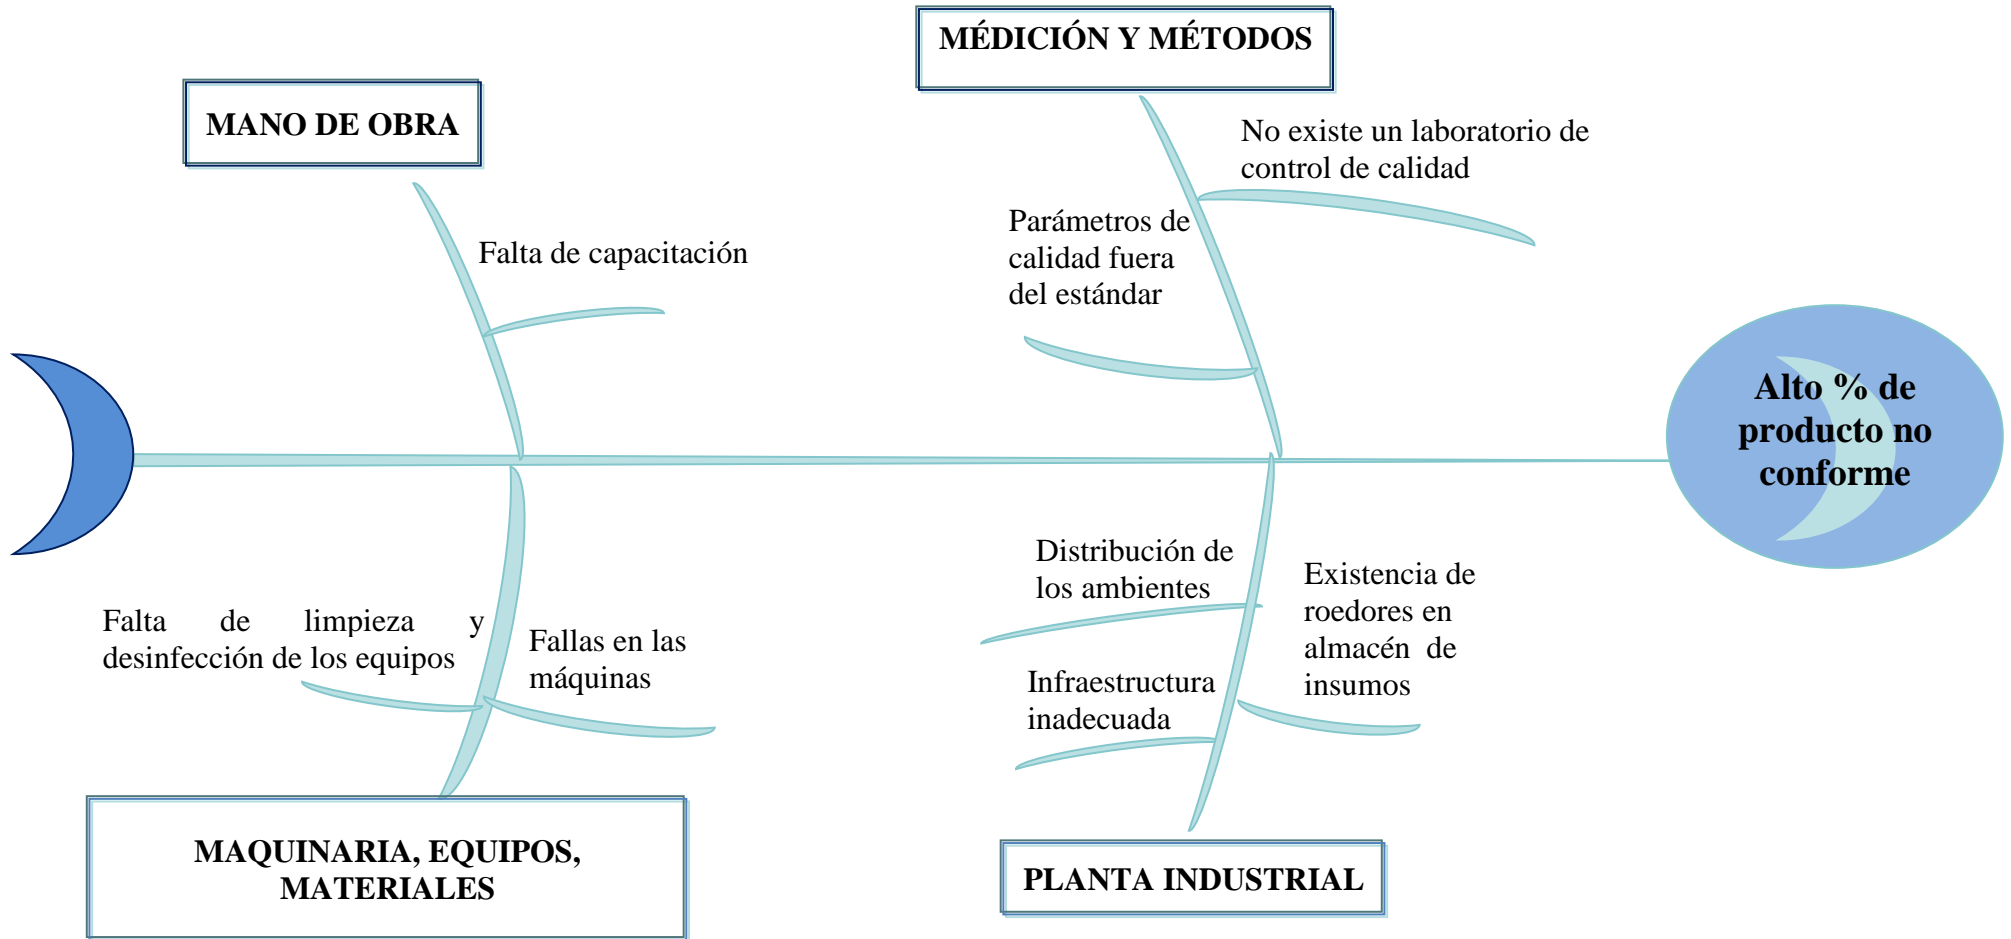 MÉDICIÓN Y MÉTODOS
MANO DE OBRA
No existe un laboratorio de
control de calidad
Parámetros de
calidad fuera
del estándar
Falta de capacitación
Alto % de
producto no
conforme
Distribución de
los ambientes
Existencia de
roedores en
almacén de
insumos
Falta de limpieza y
desinfección de los equipos
Fallas en las
máquinas
Infraestructura
inadecuada
MAQUINARIA, EQUIPOS,
MATERIALES
PLANTA INDUSTRIAL